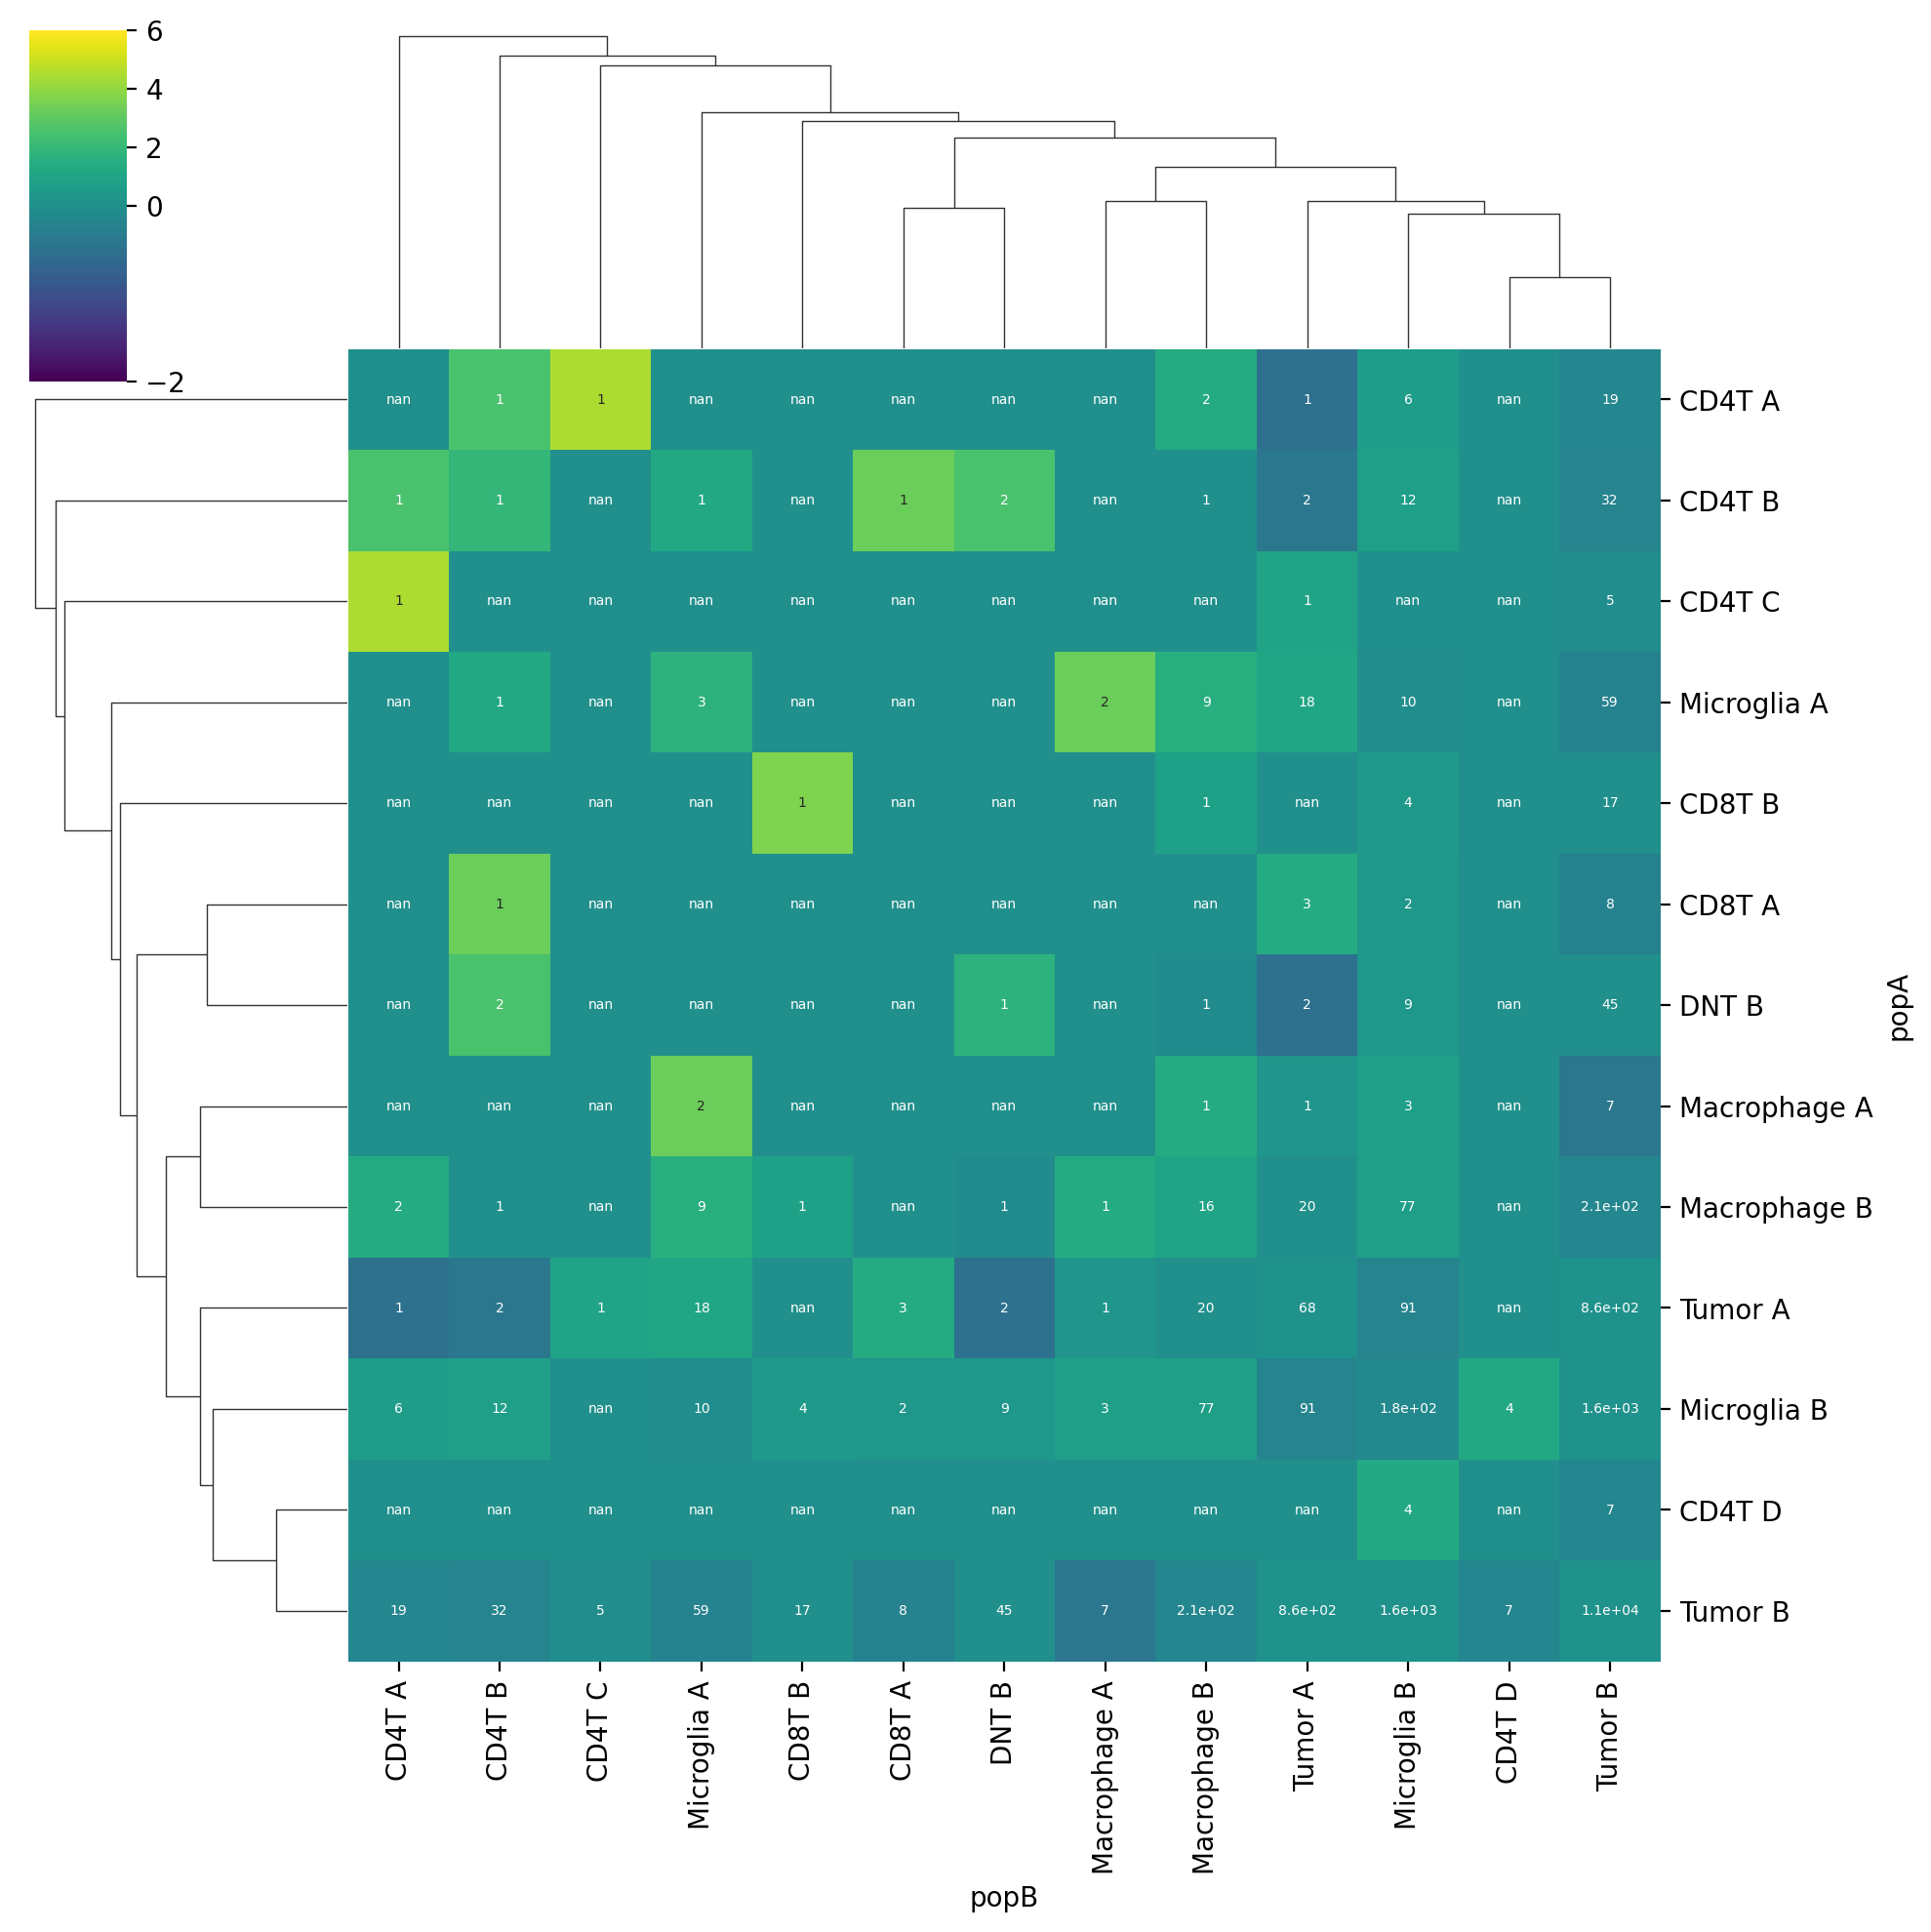 6
4
2
0
−2
nan 1 1 nan nan nan nan nan 2 1 6 nan 19 CD4T A
1 1 nan 1 nan 1 2 nan 1 2 12 nan 32 CD4T B
1 nan nan nan nan nan nan nan nan 1 nan nan 5 CD4T C
nan 1 nan 3 nan nan nan 2 9 18 10 nan 59 Microglia A
nan nan nan nan 1 nan nan nan 1 nan 4 nan 17 CD8T B
nan 1 nan nan nan nan nan nan nan 3 2 nan 8 CD8T A
nan 2 nan nan nan nan 1 nan 1 2 9 nan 45 DNT B
nan nan nan 2 nan nan nan nan 1 1 3 nan 7 Macrophage A
2 1 nan 9 1 nan 1 1 16 20 77 nan 2.1e+02 Macrophage B
1 2 1 18 nan 3 2 1 20 68 91 nan 8.6e+02 Tumor A
6 12 nan 10 4 2 9 3 77 91 1.8e+02 4 1.6e+03 Microglia B
nan nan nan nan nan nan nan nan nan nan 4 nan 7 CD4T D
19 32 5 59 17 8 45 7 2.1e+02 8.6e+02 1.6e+03 7 1.1e+04 Tumor B
popA
CD4T A
CD4T B
CD4T C
Microglia A
CD8T B
CD8T A
DNT B
Macrophage A
Macrophage B
Tumor A
Microglia B
CD4T D
Tumor B
popB